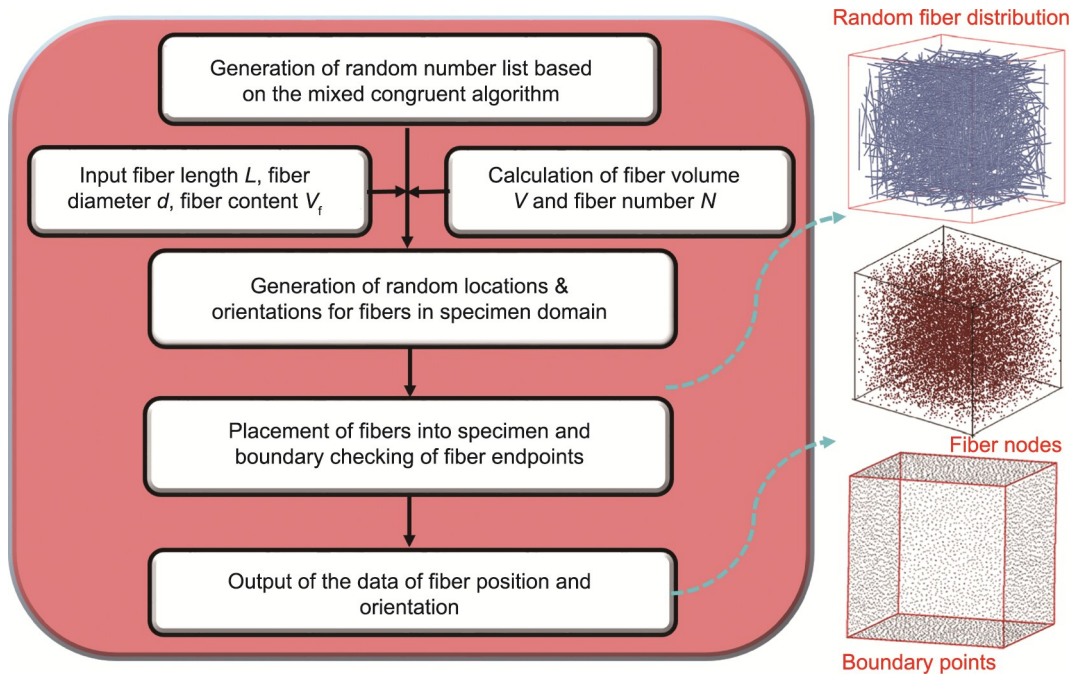 Random fiber distribution
Generation of random number list based
on the mixed congruent algorithm
Input fiber length L, fiber
diameter d, fiber content Vf
Calculation of fiber volume
V and fiber number N
Generation of random locations &
orientations for fibers in specimen domain
Placement of fibers into specimen and
boundary checking of fiber endpoints
Output of the data of fiber position and
orientation
Fiber nodes
Boundary points